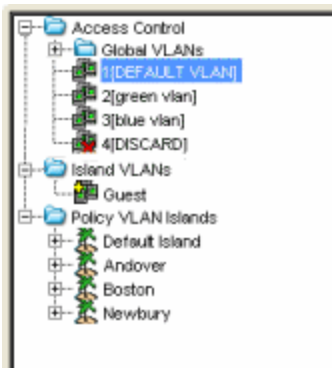 Access Control
Global VLANs
1[DEFAULT VLAN]
2[green vlan]
3[blue vlan]
4[DISCARD]
Island VLANs
Guest
Policy VLAN Islands
Default Island
Andover
Boston
Newbury